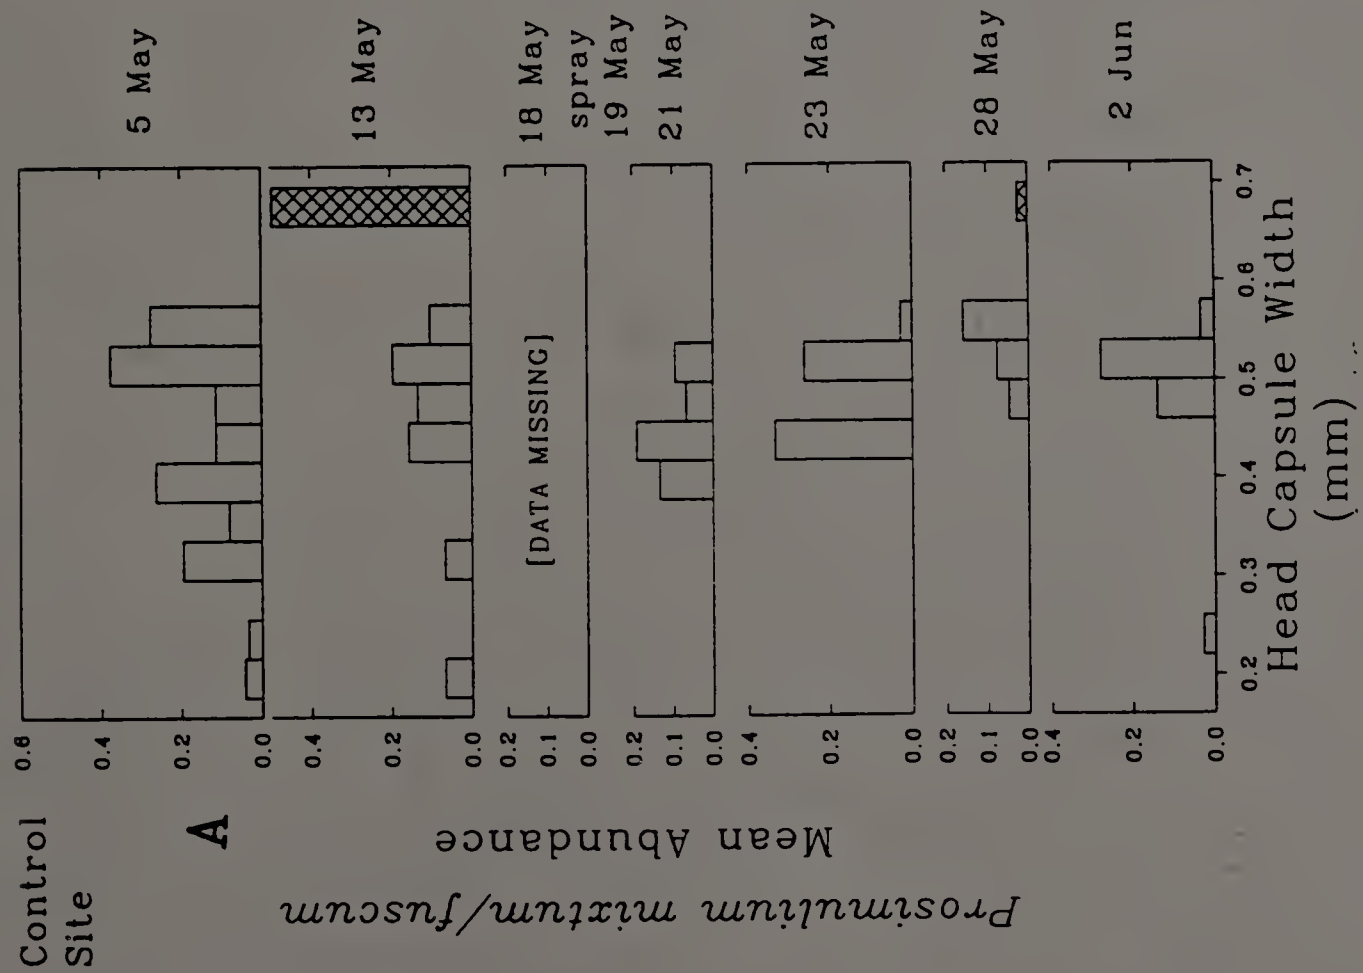 Control
Site
A
Prosimulium mixtum/fuscum
Mean Abundance
0.6
0.4
0.2
0.0
5 May
0.4
0.2
0.0
13 May
0.2
0.1
0.0
[DATA MISSING]
18 May
spray
19 May
0.2
0.1
0.0
21 May
0.4
0.2
0.0
23 May
0.2
0.1
0.0
28 May
0.4
0.2
0.0
2 Jun
0.2 0.3 0.4 0.5 0.6 0.7
Head Capsule Width
(mm)